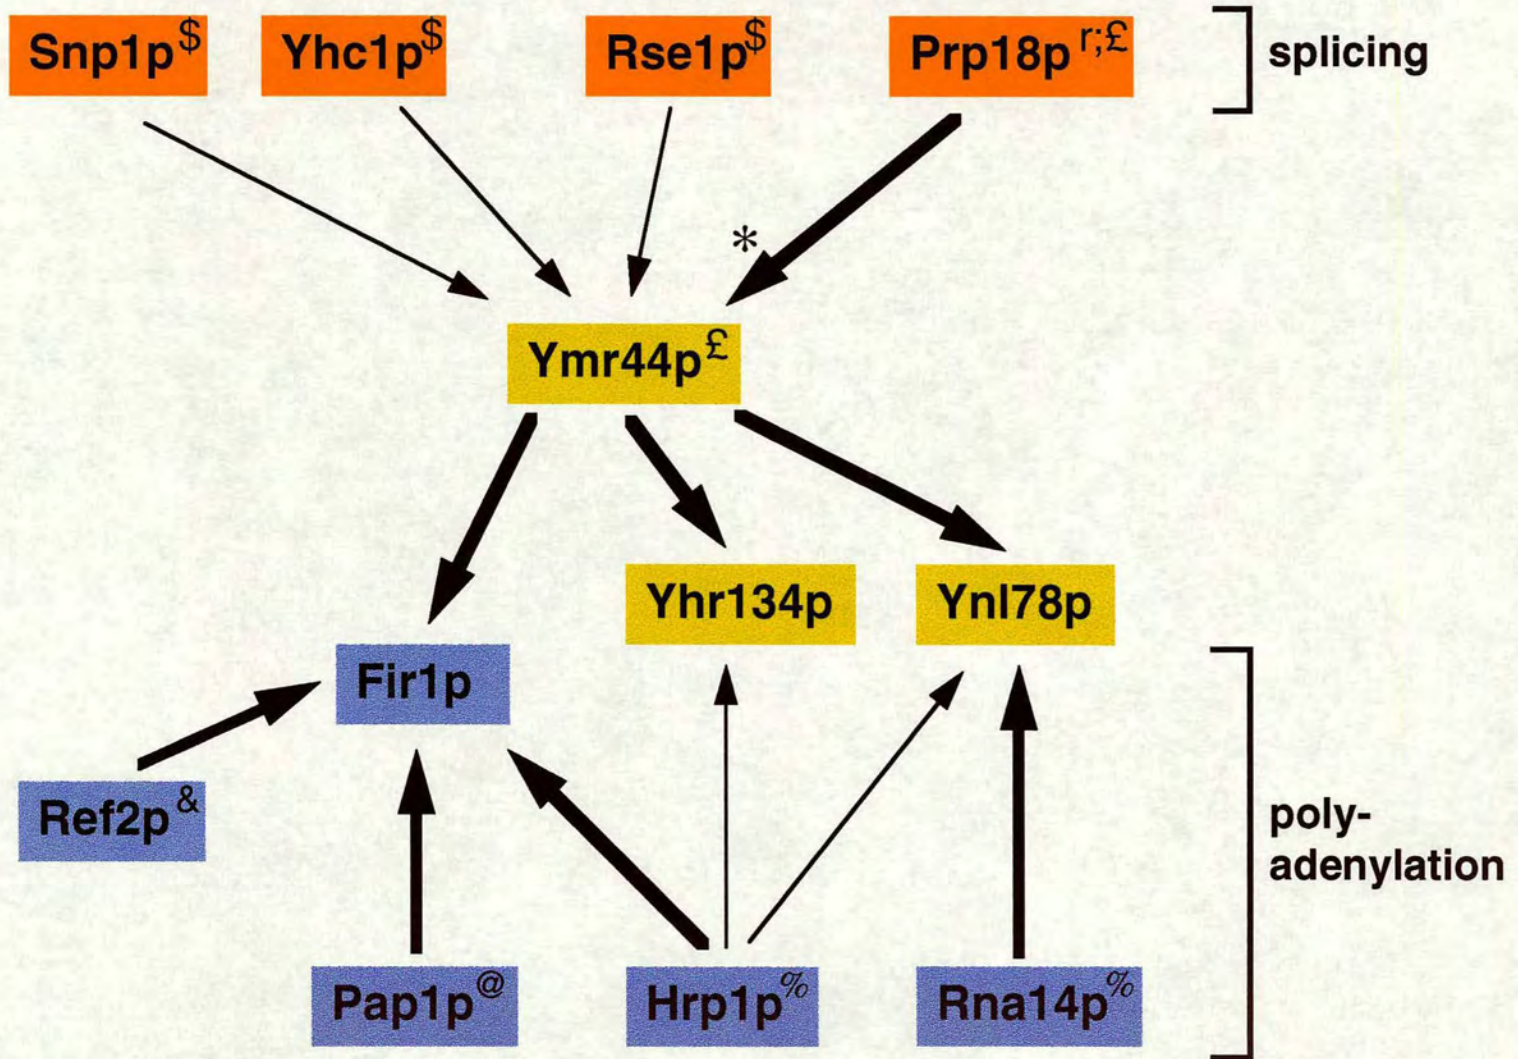 Snp1p$ Yhc1p$ Rse1p$ Prp18p r;£ splicing
*
Ymr44p£
Yhr134p Ynl78p
Fir1p
Ref2p& poly-
adenylation
Pap1p@ Hrp1p% Rna14p%